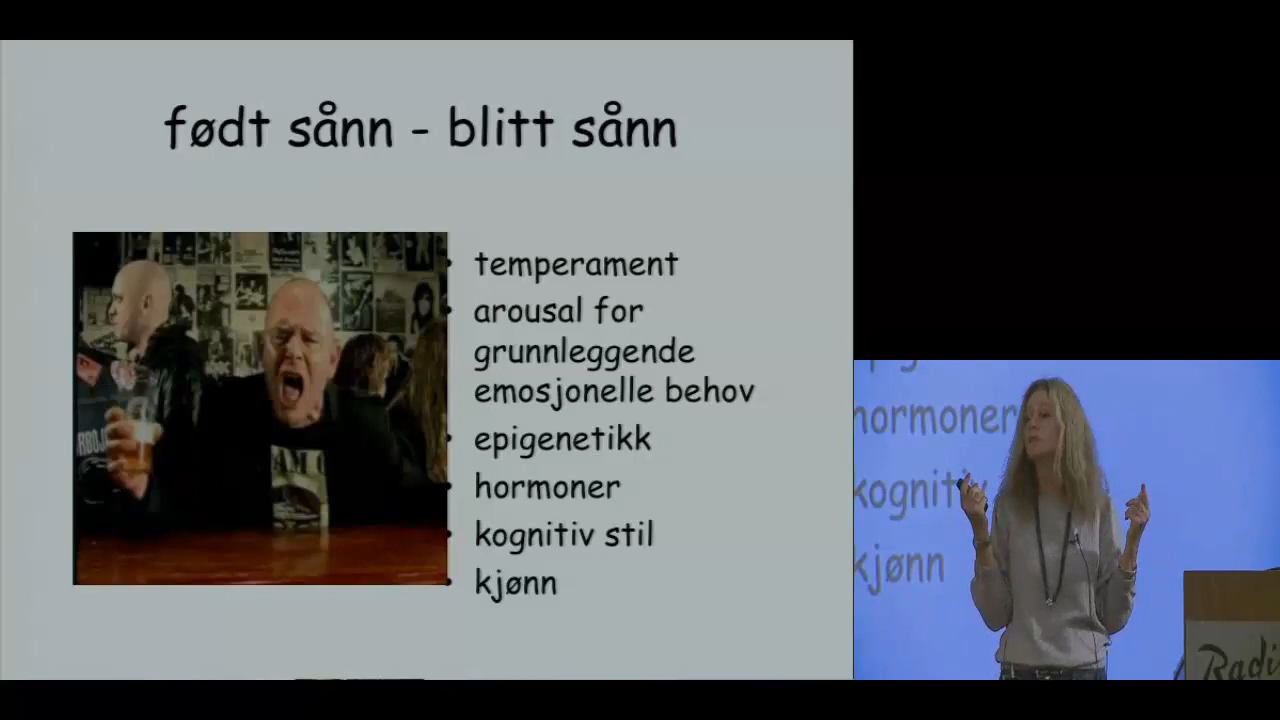 født sånn - blitt sånn
temperament
arousal for
grunnleggende
emosjonelle behov
epigenetikk
hormoner
kognitiv stil
kjønn
hormoner
kognitiv
kjønn